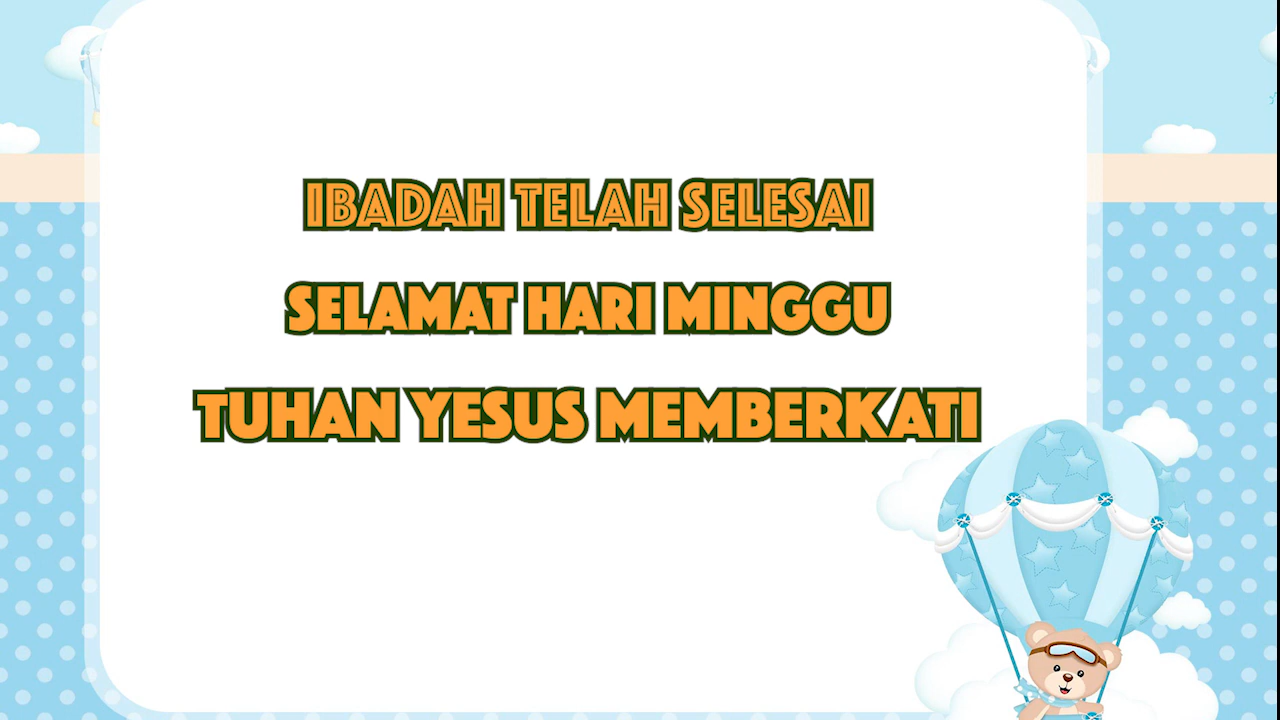 IBADAH TELAH SELESAI
SELAMAT HARI MINGGU
TUHAN YESUS MEMBERKATI